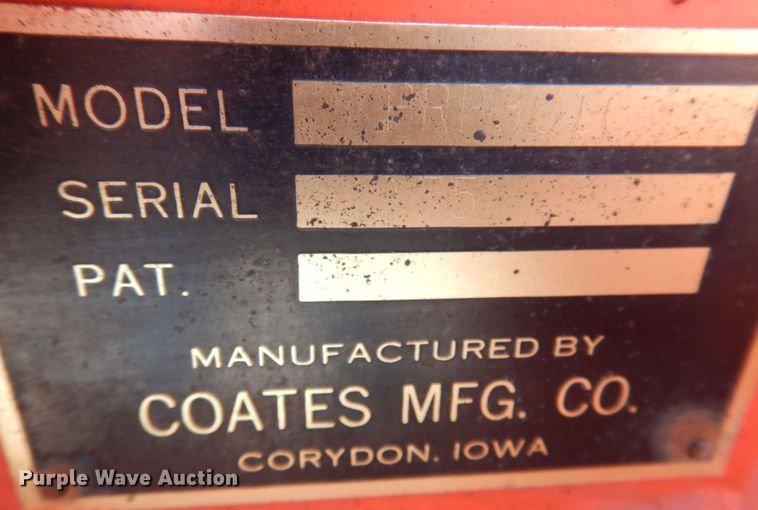 MODEL
SERIAL
PAT.
MANUFACTURED BY
COATES MFG. CO.
CORYDON, IOWA
Purple Wave Auction